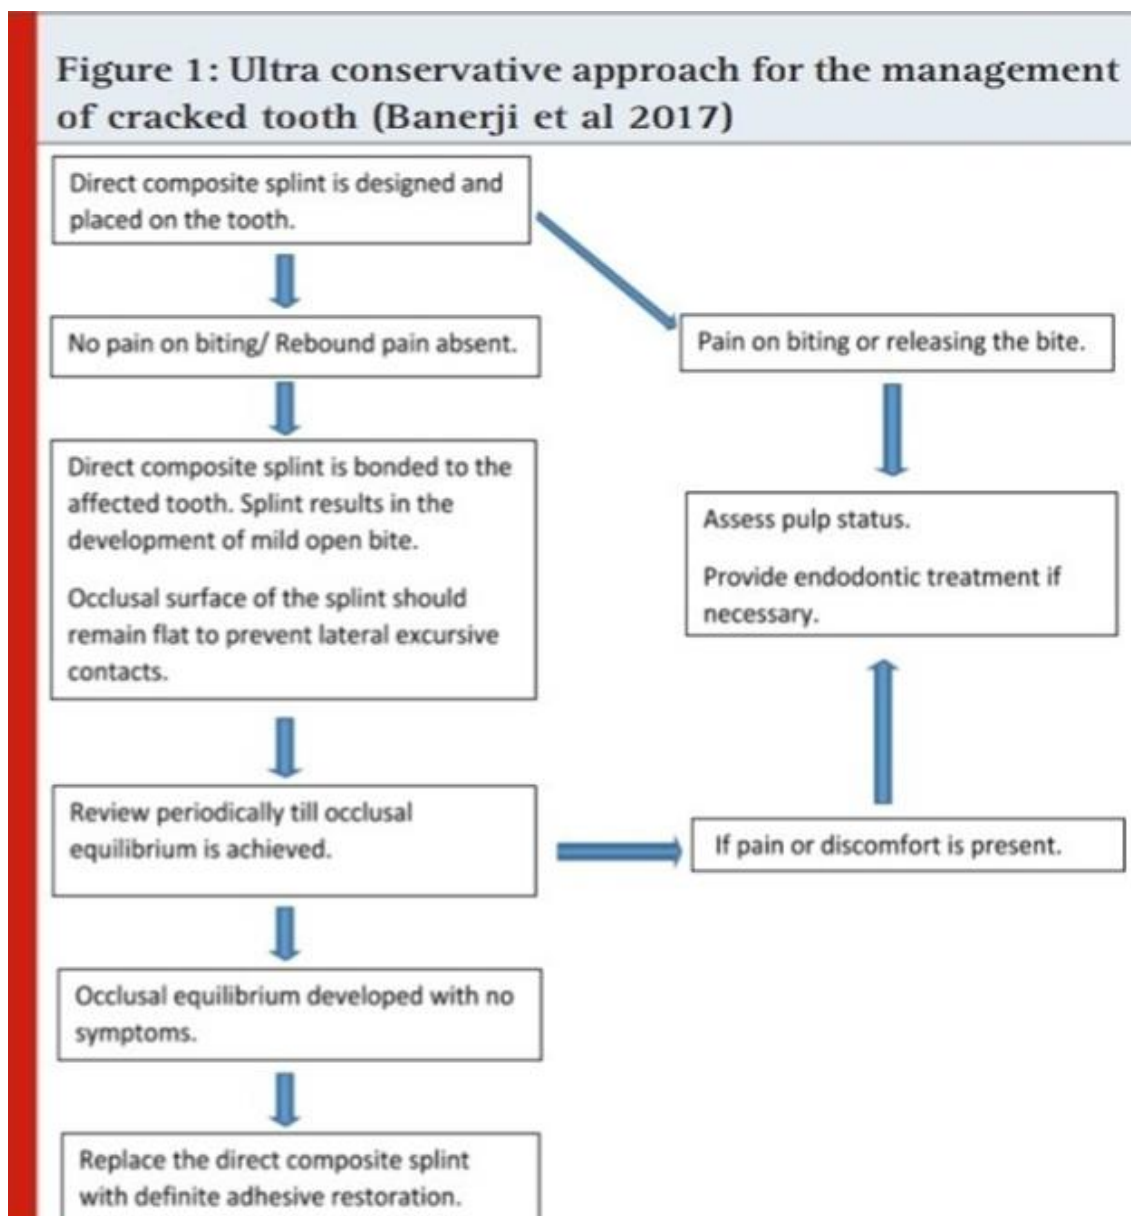 Figure 1: Ultra conservative approach for the management
of cracked tooth (Banerji et al 2017)
Direct composite splint is designed and
placed on the tooth.
No pain on biting/ Rebound pain absent.
Pain on biting or releasing the bite.
Direct composite splint is bonded to the
affected tooth. Splint results in the
development of mild open bite.
Occlusal surface of the splint should
remain flat to prevent lateral excursive
contacts.
Assess pulp status.
Provide endodontic treatment if
necessary.
Review periodically till occlusal
equilibrium is achieved.
If pain or discomfort is present.
Occlusal equilibrium developed with no
symptoms.
Replace the direct composite splint
with definite adhesive restoration.